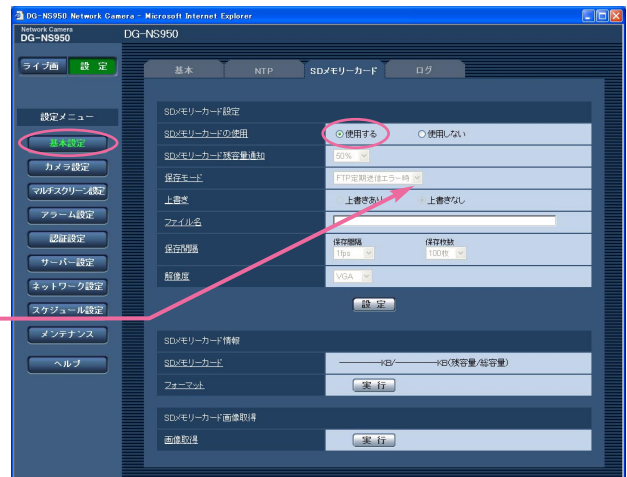 DG-NS950 Network Camera - Microsoft Internet Explorer
Network Camera
DG-NS950
DG-NS950
ライブ画 設 定
基本 NTP SDメモリーカード ログ
設定メニュー
基本設定
カメラ設定
マルチスクリーン設定
アラーム設定
認証設定
サーバー設定
ネットワーク設定
スケジュール設定
メンテナンス
ヘルプ
SDメモリーカード設定
SDメモリーカードの使用 使用する 使用しない
SDメモリーカード残容量通知 50%
保存モード FTP定期送信エラー時
上書き 上書きあり 上書きなし
ファイル名
保存間隔 保存間隔 保存枚数
1fps 100枚
解像度 VGA
設 定
SDメモリーカード情報
SDメモリーカード ----------KB/----------KB(残容量/総容量)
フォーマット 実 行
SDメモリーカード画像取得
画像取得 実 行